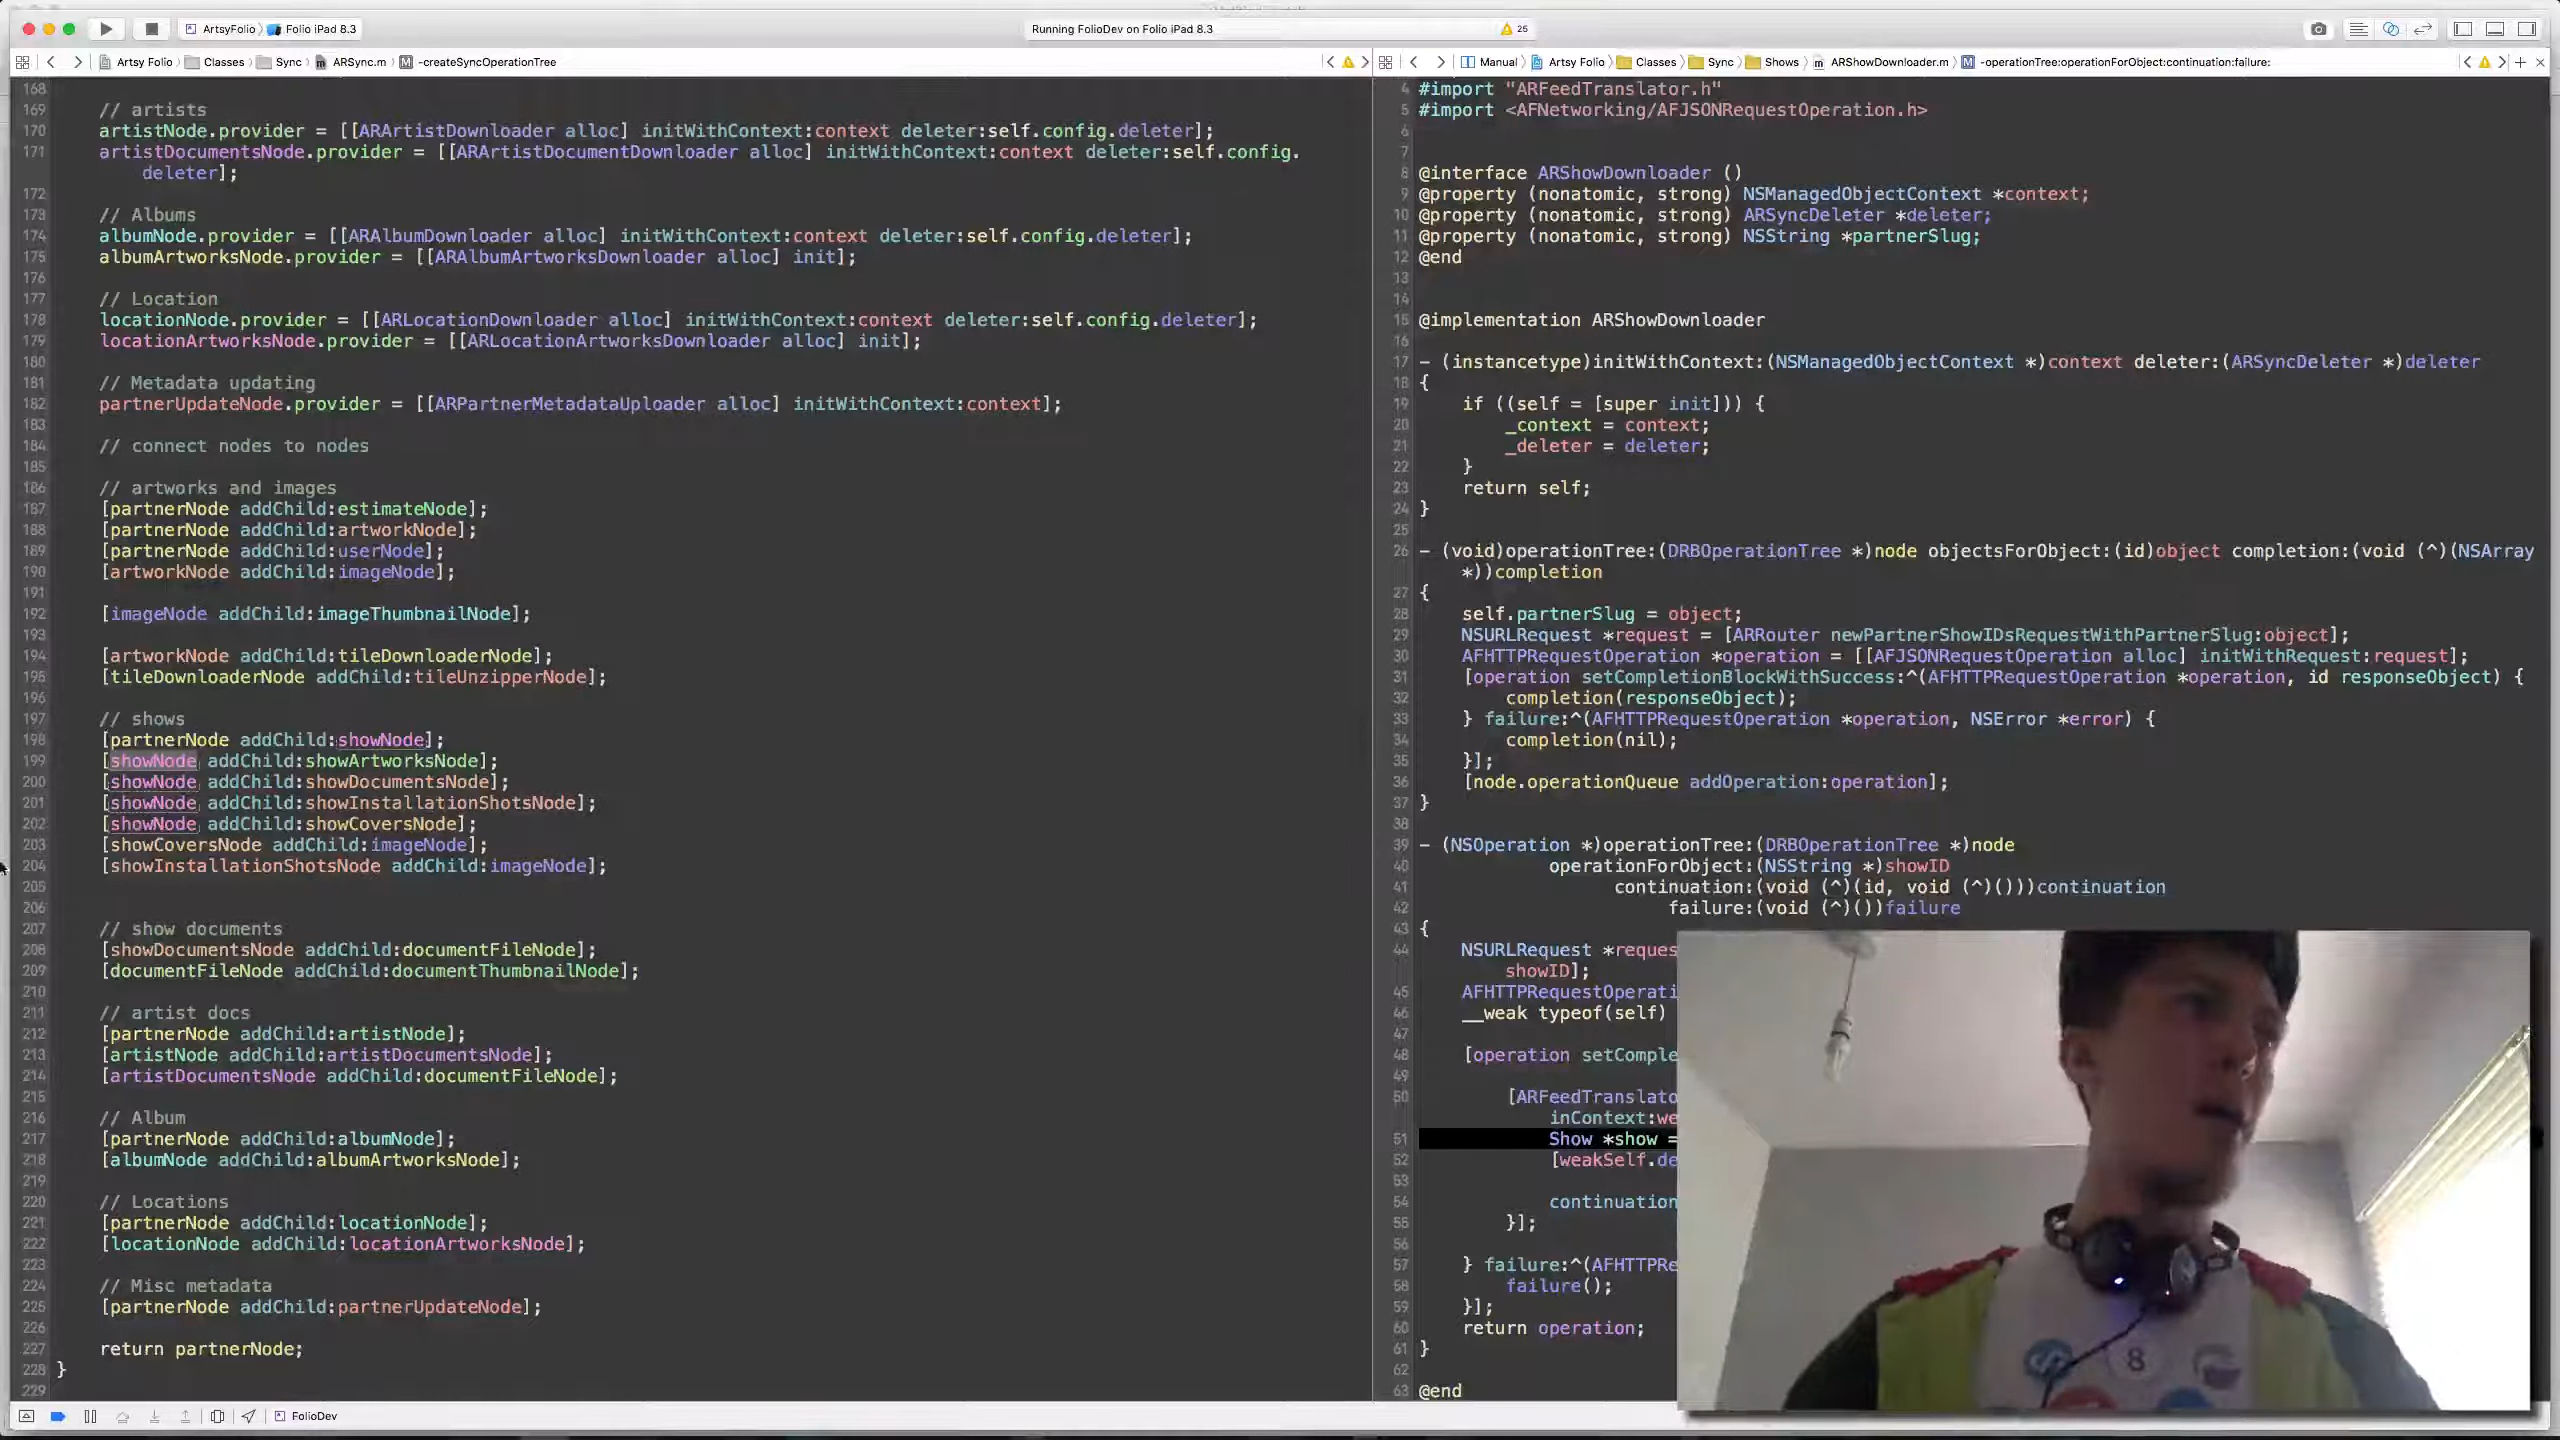 ArtsyFolio Folio iPad 8.3
Running FolioDev on Folio iPad 8.3
25
Artsy Folio Classes Sync ARSync.m -createSyncOperationTree
168
169 // artists
170 artistNode.provider = [[ARArtistDownloader alloc] initWithContext:context deleter:self.config.deleter];
171 artistDocumentsNode.provider = [[ARArtistDocumentDownloader alloc] initWithContext:context deleter:self.config.
deleter];
172
173 // Albums
174 albumNode.provider = [[ARAlbumDownloader alloc] initWithContext:context deleter:self.config.deleter];
175 albumArtworksNode.provider = [[ARAlbumArtworksDownloader alloc] init];
176
177 // Location
178 locationNode.provider = [[ARLocationDownloader alloc] initWithContext:context deleter:self.config.deleter];
179 locationArtworksNode.provider = [[ARLocationArtworksDownloader alloc] init];
180
181 // Metadata updating
182 partnerUpdateNode.provider = [[ARPartnerMetadataUploader alloc] initWithContext:context];
183
184 // connect nodes to nodes
185
186 // artworks and images
187 [partnerNode addChild:estimateNode];
188 [partnerNode addChild:artworkNode];
189 [partnerNode addChild:userNode];
190 [artworkNode addChild:imageNode];
191
192 [imageNode addChild:imageThumbnailNode];
193
194 [artworkNode addChild:tileDownloaderNode];
195 [tileDownloaderNode addChild:tileUnzipperNode];
196
197 // shows
198 [partnerNode addChild:showNode];
199 [showNode addChild:showArtworksNode];
200 [showNode addChild:showDocumentsNode];
201 [showNode addChild:showInstallationShotsNode];
202 [showNode addChild:showCoversNode];
203 [showCoversNode addChild:imageNode];
204 [showInstallationShotsNode addChild:imageNode];
205
206
207 // show documents
208 [showDocumentsNode addChild:documentFileNode];
209 [documentFileNode addChild:documentThumbnailNode];
210
211 // artist docs
212 [partnerNode addChild:artistNode];
213 [artistNode addChild:artistDocumentsNode];
214 [artistDocumentsNode addChild:documentFileNode];
215
216 // Album
217 [partnerNode addChild:albumNode];
218 [albumNode addChild:albumArtworksNode];
219
220 // Locations
221 [partnerNode addChild:locationNode];
222 [locationNode addChild:locationArtworksNode];
223
224 // Misc metadata
225 [partnerNode addChild:partnerUpdateNode];
226
227 return partnerNode;
228 }
229
FolioDev
Manual Artsy Folio Classes Sync Shows ARShowDownloader.m -operationTree:operationForObject:continuation:failure:
4 #import "ARFeedTranslator.h"
5 #import <AFNetworking/AFJSONRequestOperation.h>
6
7
8 @interface ARShowDownloader ()
9 @property (nonatomic, strong) NSManagedObjectContext *context;
10 @property (nonatomic, strong) ARSyncDeleter *deleter;
11 @property (nonatomic, strong) NSString *partnerSlug;
12 @end
13
14
15 @implementation ARShowDownloader
16
17 - (instancetype)initWithContext:(NSManagedObjectContext *)context deleter:(ARSyncDeleter *)deleter
18 {
19 if ((self = [super init])) {
20 _context = context;
21 _deleter = deleter;
22 }
23 return self;
24 }
25
26 - (void)operationTree:(DRBOperationTree *)node objectsForObject:(id)object completion:(void (^)(NSArray
*))completion
27 {
28 self.partnerSlug = object;
29 NSURLRequest *request = [ARRouter newPartnerShowIDsRequestWithPartnerSlug:object];
30 AFHTTPRequestOperation *operation = [[AFJSONRequestOperation alloc] initWithRequest:request];
31 [operation setCompletionBlockWithSuccess:^(AFHTTPRequestOperation *operation, id responseObject) {
32 completion(responseObject);
33 } failure:^(AFHTTPRequestOperation *operation, NSError *error) {
34 completion(nil);
35 }];
36 [node.operationQueue addOperation:operation];
37 }
38
39 - (NSOperation *)operationTree:(DRBOperationTree *)node
40 operationForObject:(NSString *)showID
41 continuation:(void (^)(id, void (^)()))continuation
42 failure:(void (^)())failure
43 {
44 NSURLRequest *reques
showID];
45 AFHTTPRequestOperati
46 __weak typeof(self)
47
48 [operation setComple
49
50 [ARFeedTranslato
inContext:we
51 Show *show =
52 [weakSelf.de
53
54 continuation
55 }];
56
57 } failure:^(AFHTTPRe
58 failure();
59 }];
60 return operation;
61 }
62
63 @end
8